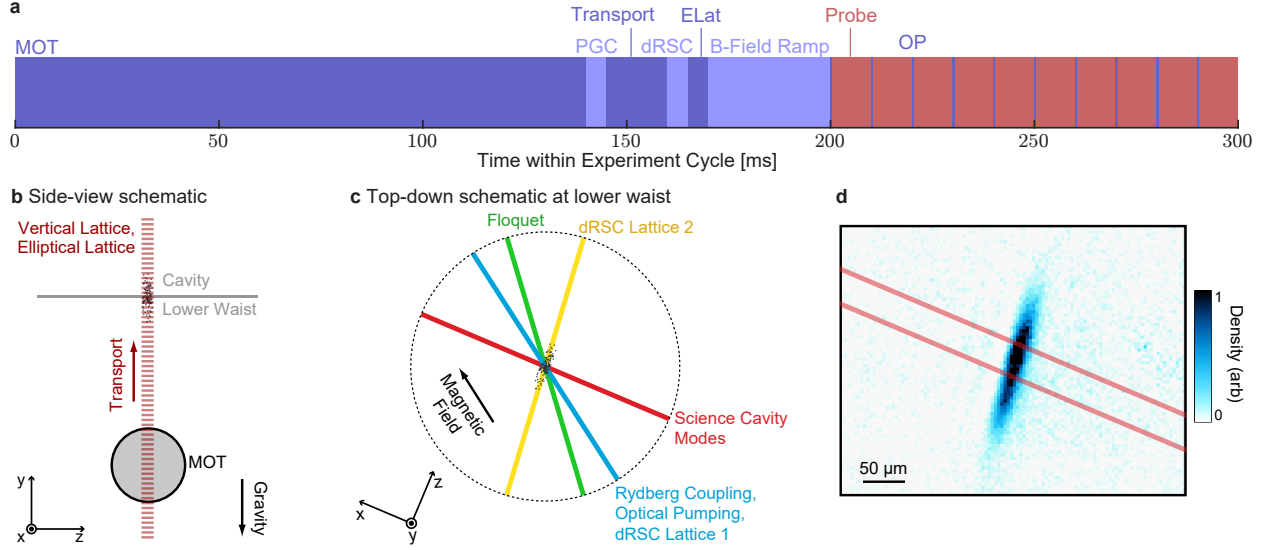 a
Transport ELat Probe
MOT PGC dRSC B-Field Ramp OP
0 50 100 150 200 250 300
Time within Experiment Cycle [ms]
b Side-view schematic
Vertical Lattice,
Elliptical Lattice
Cavity
Lower Waist
Transport
MOT
Gravity
y
x
z
c Top-down schematic at lower waist
Floquet
dRSC Lattice 2
Magnetic
Field
Science Cavity
Modes
Rydberg Coupling,
Optical Pumping,
dRSC Lattice 1
x
z
y
d
50 µm
1
0
Density (arb)